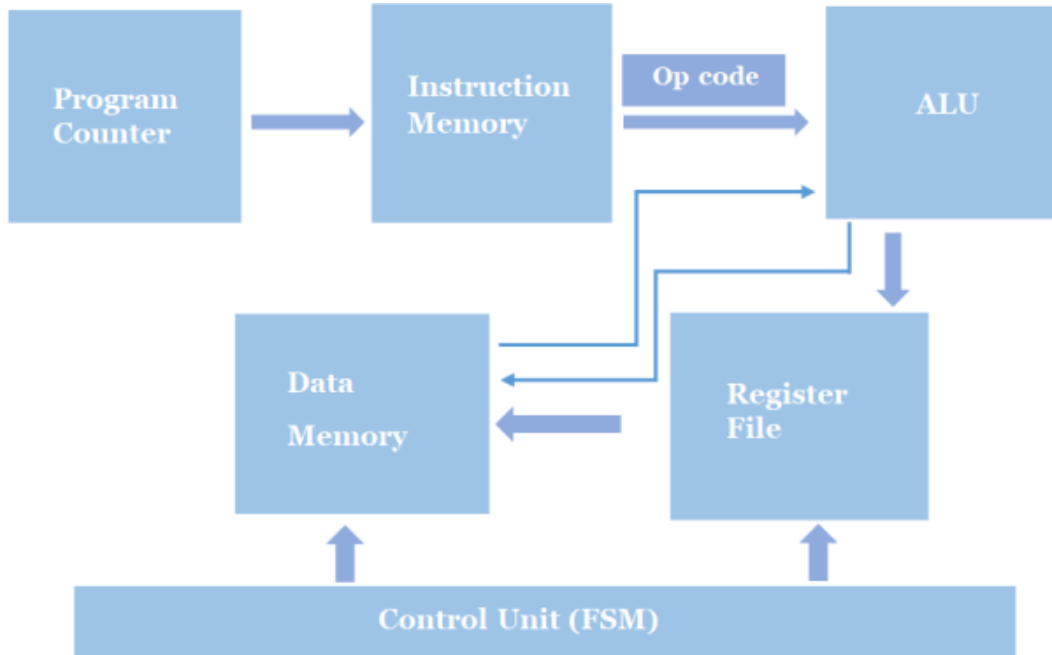 Program
Counter
Instruction
Memory
Op code
ALU
Data
Memory
Register
File
Control Unit (FSM)